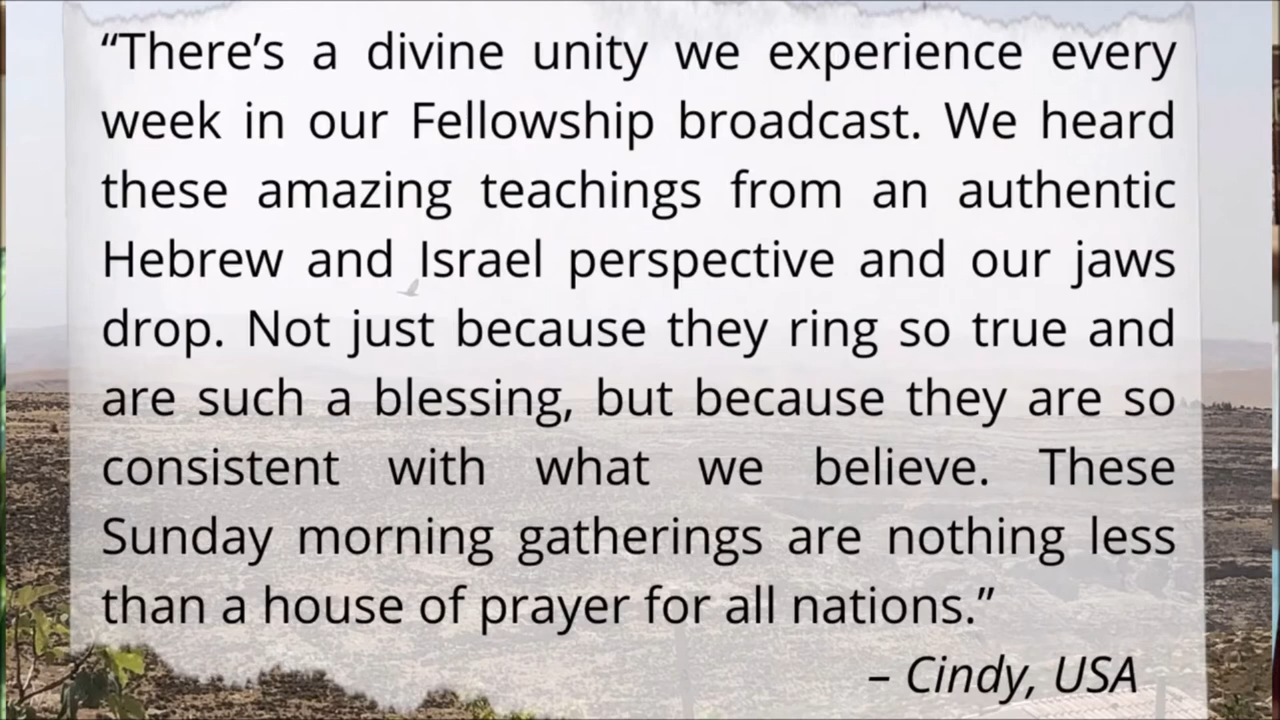 “There’s a divine unity we experience every
week in our Fellowship broadcast. We heard
these amazing teachings from an authentic
Hebrew and Israel perspective and our jaws
drop. Not just because they ring so true and
are such a blessing, but because they are so
consistent with what we believe. These
Sunday morning gatherings are nothing less
than a house of prayer for all nations.”
– Cindy, USA